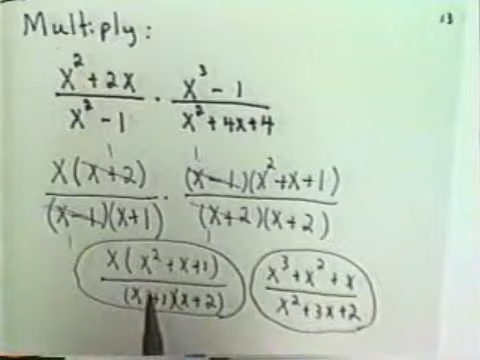 13
Multiply:
x² + 2x / x² - 1 · x³ - 1 / x² + 4x + 4
x(x+2) / (x-1)(x+1) · (x-1)(x²+x+1) / (x+2)(x+2)
1 1 1 1
x(x²+x+1) / (x+1)(x+2) x³+x²+x / x²+3x+2